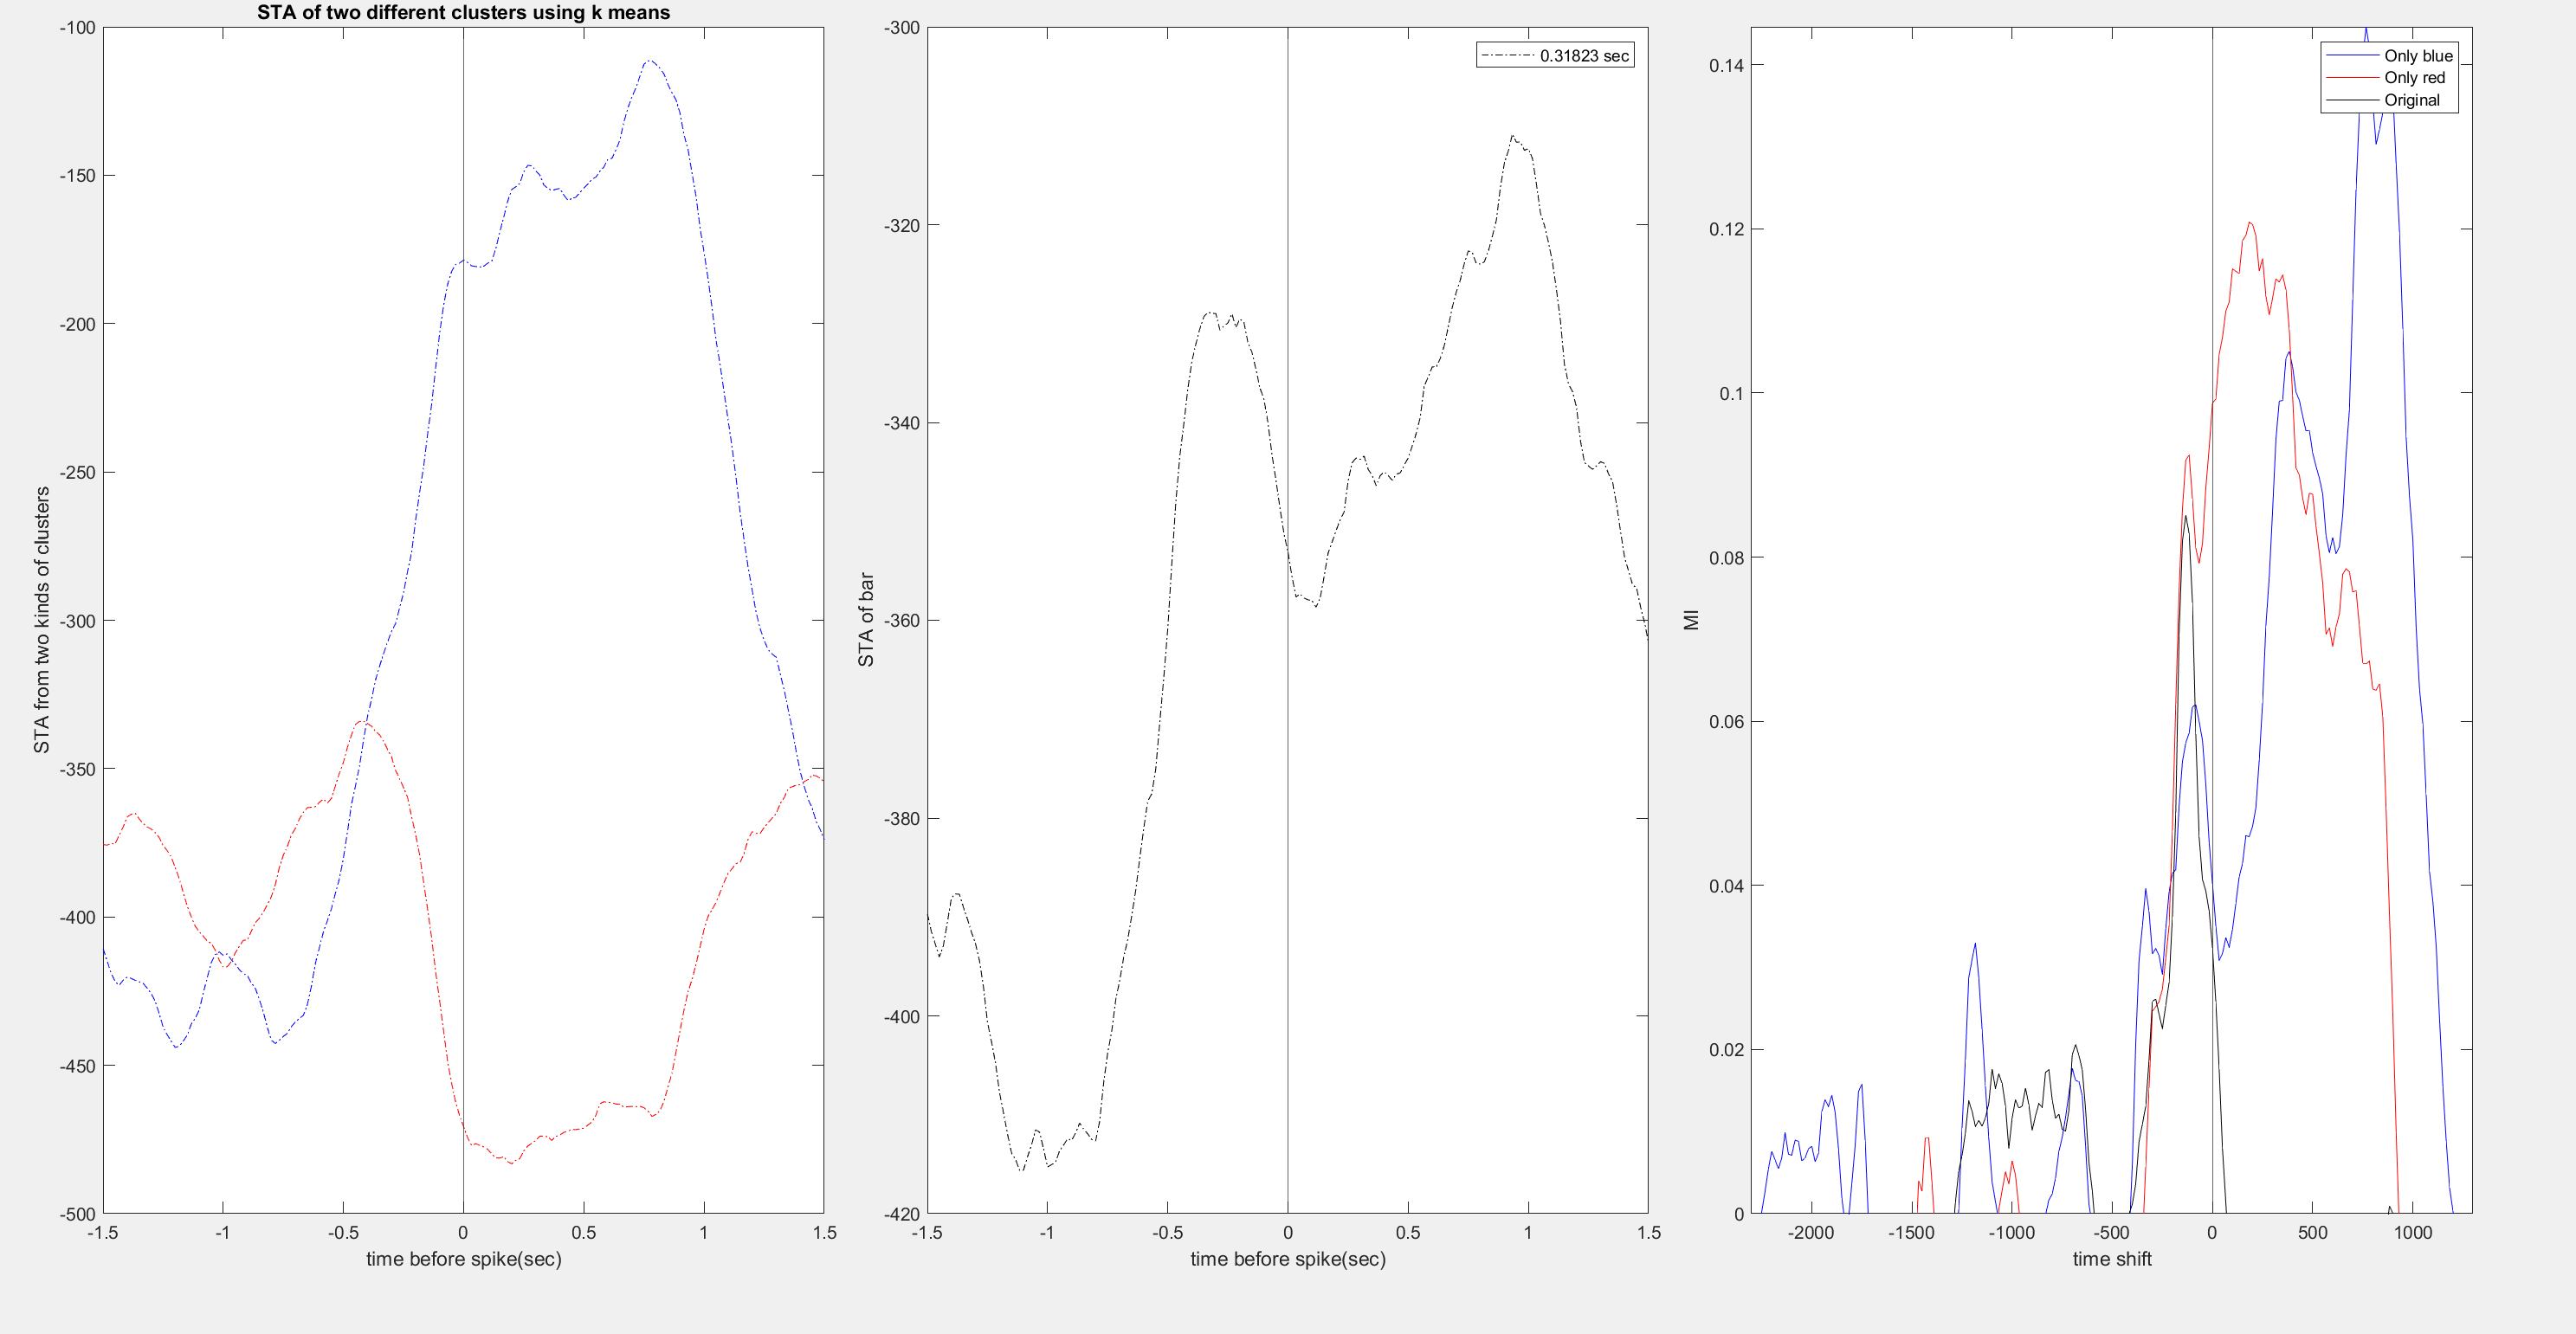 STA of two different clusters using k means
-100
-150
-200
-250
-300
-350
-400
-450
-500
STA from two kinds of clusters
-1.5 -1 -0.5 0 0.5 1 1.5
time before spike(sec)
-300
-320
-340
-360
-380
-400
-420
STA of bar
0.31823 sec
-1.5 -1 -0.5 0 0.5 1 1.5
time before spike(sec)
0.14
0.12
0.1
0.08
0.06
0.04
0.02
0
MI
Only blue
Only red
Original
-2000 -1500 -1000 -500 0 500 1000
time shift